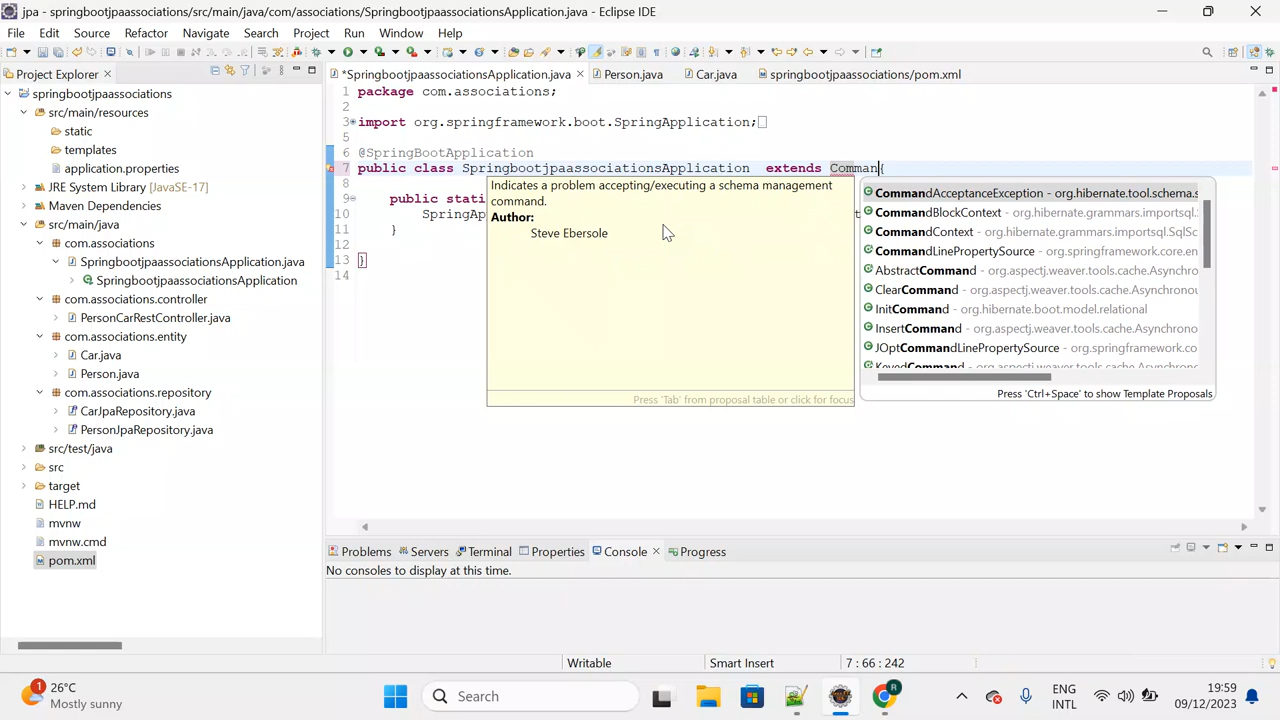 jpa - springbootjpaassociations/src/main/java/com/associations/SpringbootjpaassociationsApplication.java - Eclipse IDE
File Edit Source Refactor Navigate Search Project Run Window Help
Project Explorer
*SpringbootjpaassociationsApplication.java Person.java Car.java springbootjpaassociations/pom.xml
springbootjpaassociations
src/main/resources
static
templates
application.properties
JRE System Library [JavaSE-17]
Maven Dependencies
src/main/java
com.associations
SpringbootjpaassociationsApplication.java
SpringbootjpaassociationsApplication
com.associations.controller
PersonCarRestController.java
com.associations.entity
Car.java
Person.java
com.associations.repository
CarJpaRepository.java
PersonJpaRepository.java
src/test/java
src
target
HELP.md
mvnw
mvnw.cmd
pom.xml
1 package com.associations;
2
3 import org.springframework.boot.SpringApplication;
5
6 @SpringBootApplication
7 public class SpringbootjpaassociationsApplication extends Comman{
8
9 public stati
10 SpringAp t
11 }
12
13 }
14
Indicates a problem accepting/executing a schema management
command.
Author:
Steve Ebersole
Press 'Tab' from proposal table or click for focus
CommandAcceptanceException - org.hibernate.tool.schema.s
CommandBlockContext - org.hibernate.grammars.importsql.
CommandContext - org.hibernate.grammars.importsql.SqlSc
CommandLinePropertySource - org.springframework.core.en
AbstractCommand - org.aspectj.weaver.tools.cache.Asynchro
ClearCommand - org.aspectj.weaver.tools.cache.Asynchrono
InitCommand - org.hibernate.boot.model.relational
InsertCommand - org.aspectj.weaver.tools.cache.Asynchrono
JOptCommandLinePropertySource - org.springframework.co
KeyedCommand - org.aspectj.weaver.tools.cache.Asynchro
Press 'Ctrl+Space' to show Template Proposals
Problems Servers Terminal Properties Console Progress
No consoles to display at this time.
Writable Smart Insert 7 : 66 : 242
1 26°C
Mostly sunny
Search
R
ENG
INTL
19:59
09/12/2023